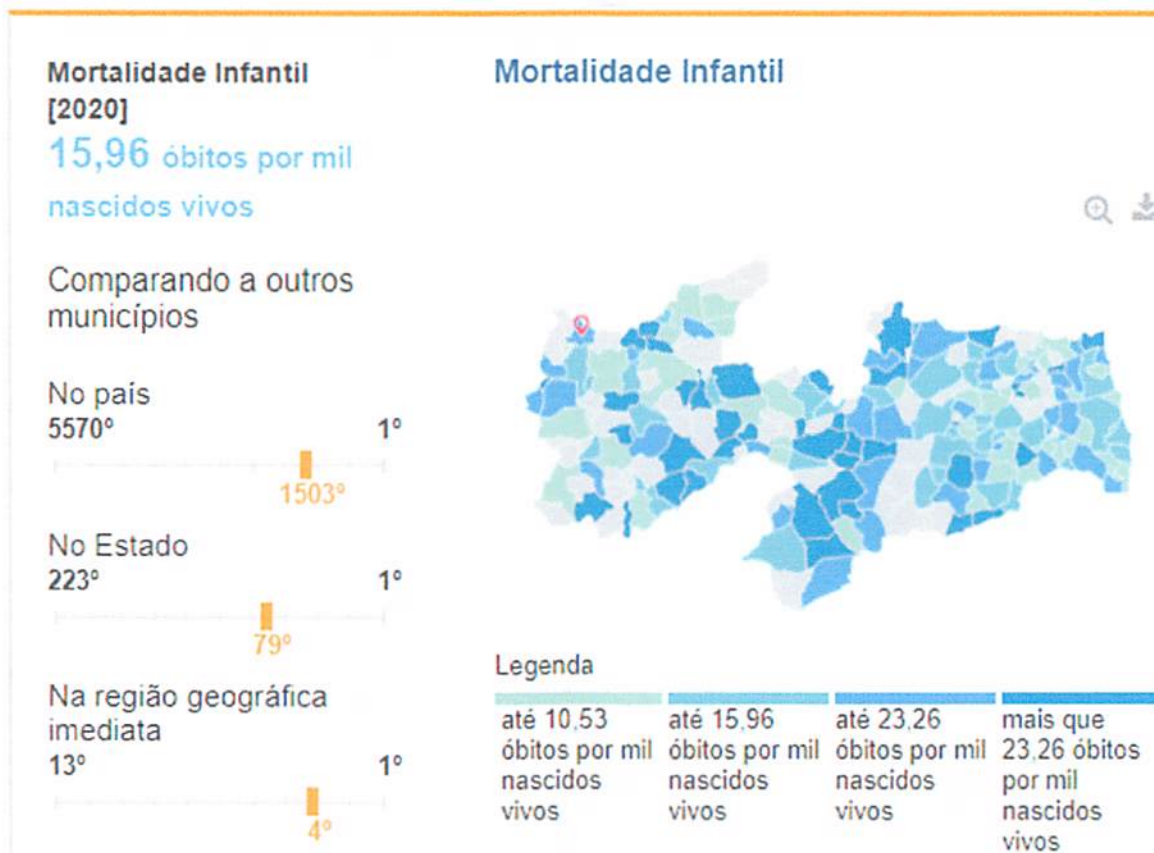 Mortalidade Infantil
[2020]
15,96 óbitos por mil
nascidos vivos
Comparando a outros
municípios
No país
5570º 1º
1503º
No Estado
223º 1º
79º
Na região geográfica
imediata
13º 1º
4º
Mortalidade Infantil
Legenda
até 10,53
óbitos por mil
nascidos
vivos
até 15,96
óbitos por mil
nascidos
vivos
até 23,26
óbitos por mil
nascidos
vivos
mais que
23,26 óbitos
por mil
nascidos
vivos